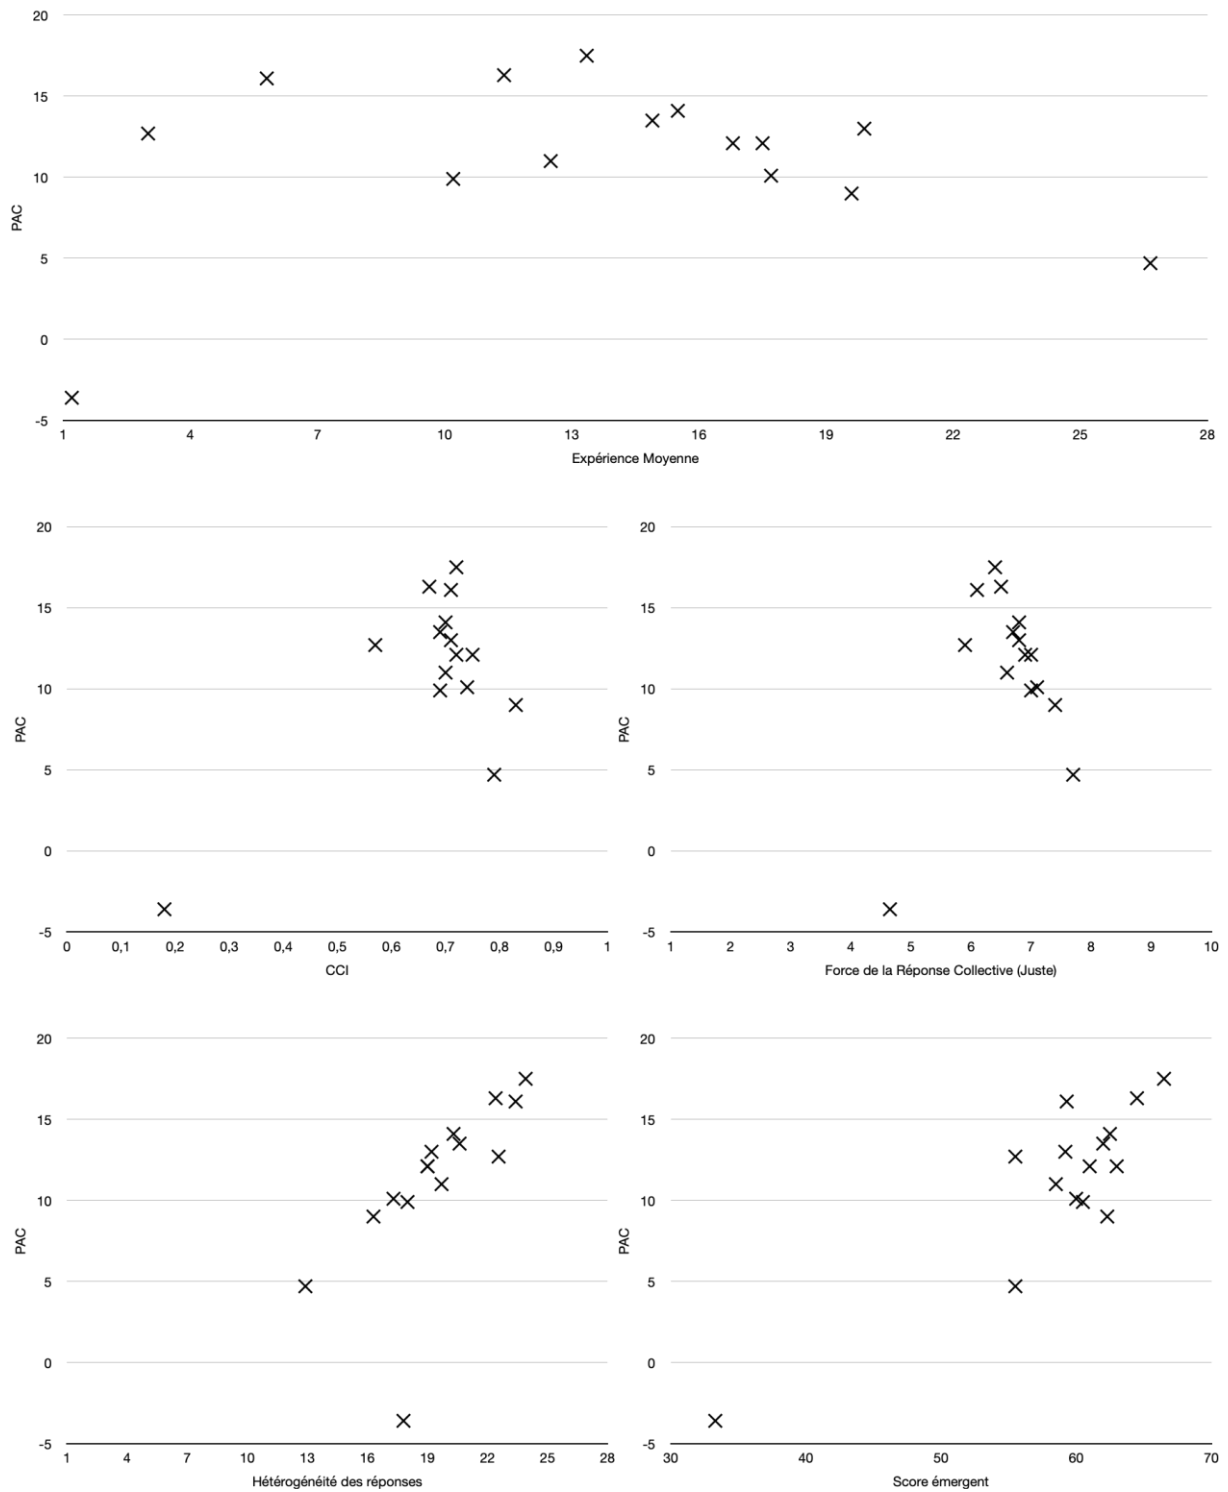 20
15
10
5
0
-5
PAC
1 4 7 10 13 16 19 22 25 28
Expérience Moyenne
20
15
10
5
0
-5
PAC
0 0,1 0,2 0,3 0,4 0,5 0,6 0,7 0,8 0,9 1
CCI
20
15
10
5
0
-5
PAC
1 2 3 4 5 6 7 8 9 10
Force de la Réponse Collective (Juste)
20
15
10
5
0
-5
PAC
1 4 7 10 13 16 19 22 25 28
Hétérogénéité des réponses
20
15
10
5
0
-5
PAC
30 40 50 60 70
Score émergent